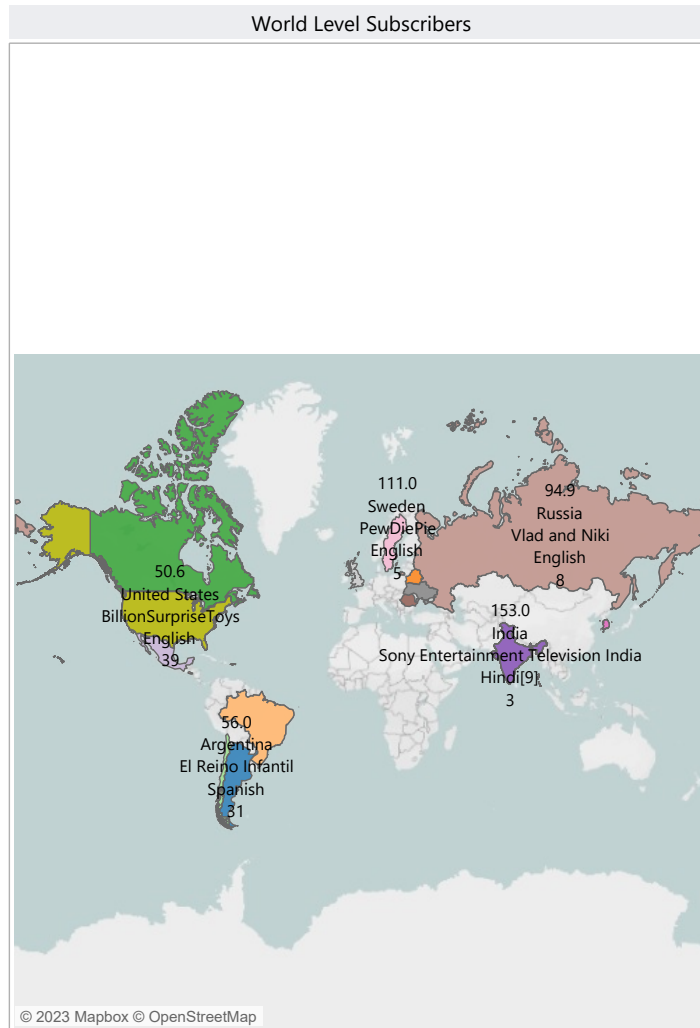 World Level Subscribers
111.0
Sweden
PewDiePie
English
5
94.9
Russia
Vlad and Niki
English
8
50.6
United States
BillionSurpriseToys
English
39
153.0
India
Sony Entertainment Television India
Hindi[9]
3
56.0
Argentina
El Reino Infantil
Spanish
31
© 2023 Mapbox © OpenStreetMap